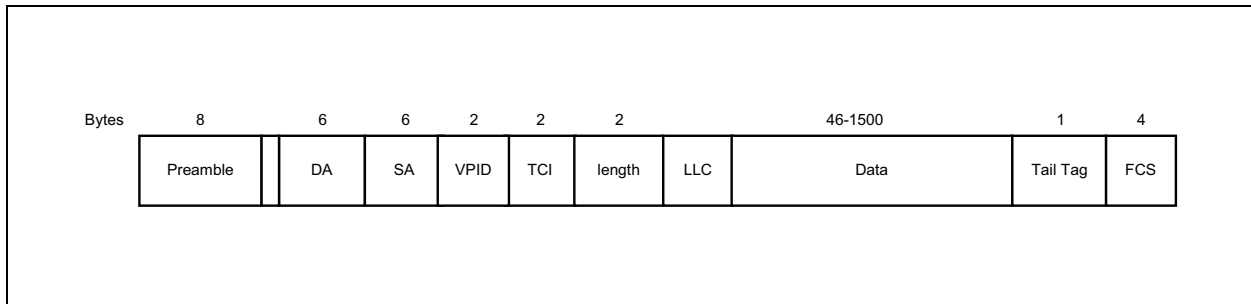 Bytes 8 6 6 2 2 2 46-1500 1 4
Preamble DA SA VPID TCI length LLC Data Tail Tag FCS